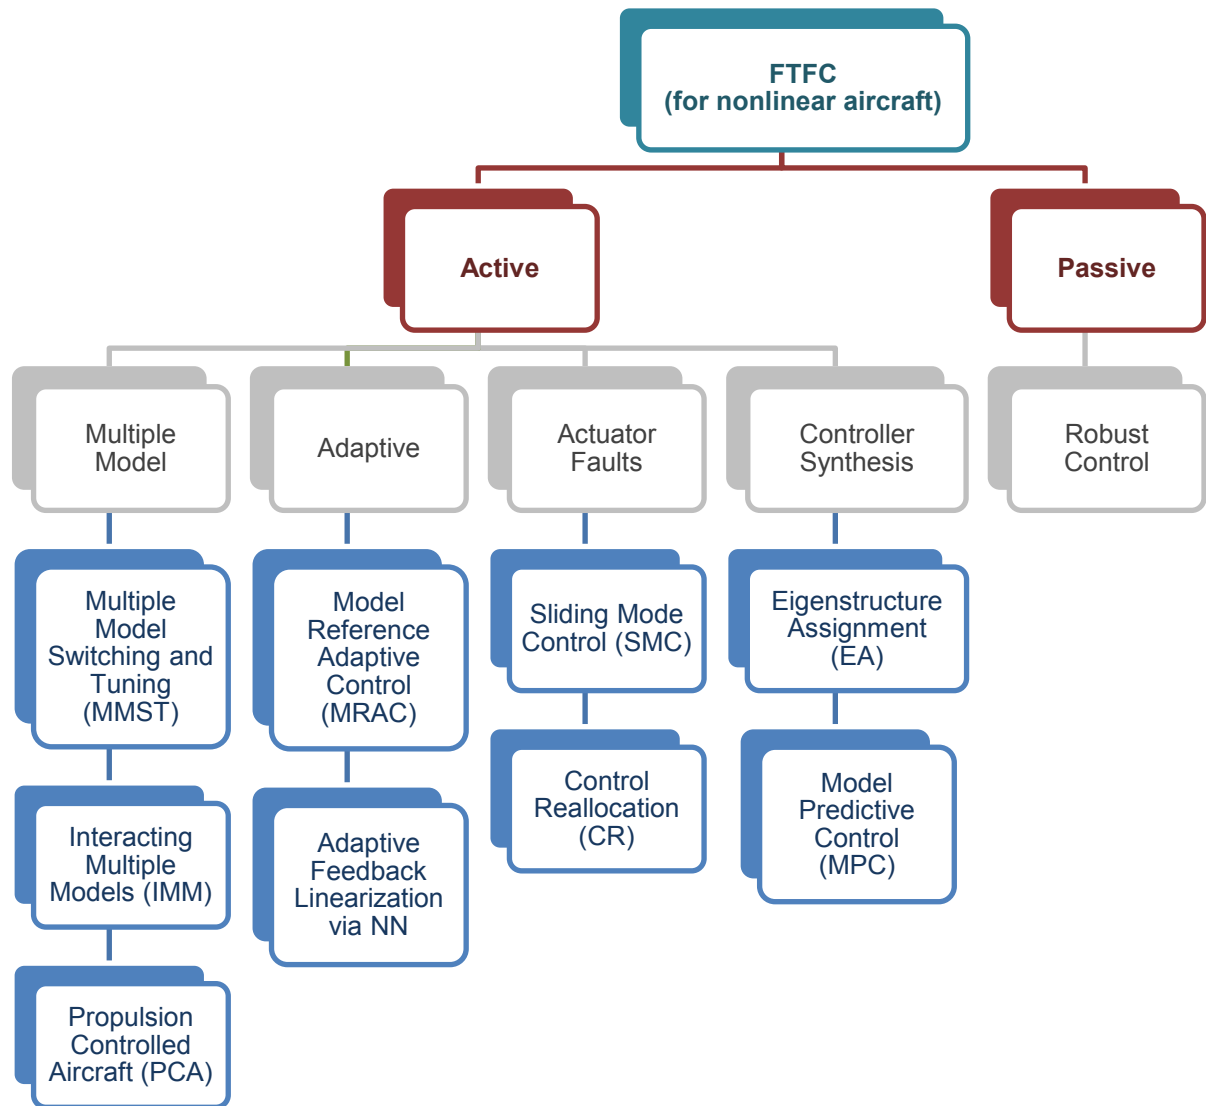 FTFC
(for nonlinear aircraft)
Active
Passive
Multiple
Model
Adaptive
Actuator
Faults
Controller
Synthesis
Robust
Control
Multiple
Model
Switching and
Tuning
(MMST)
Model
Reference
Adaptive
Control
(MRAC)
Sliding Mode
Control (SMC)
Eigenstructure
Assignment
(EA)
Interacting
Multiple
Models (IMM)
Adaptive
Feedback
Linearization
via NN
Control
Reallocation
(CR)
Model
Predictive
Control
(MPC)
Propulsion
Controlled
Aircraft (PCA)